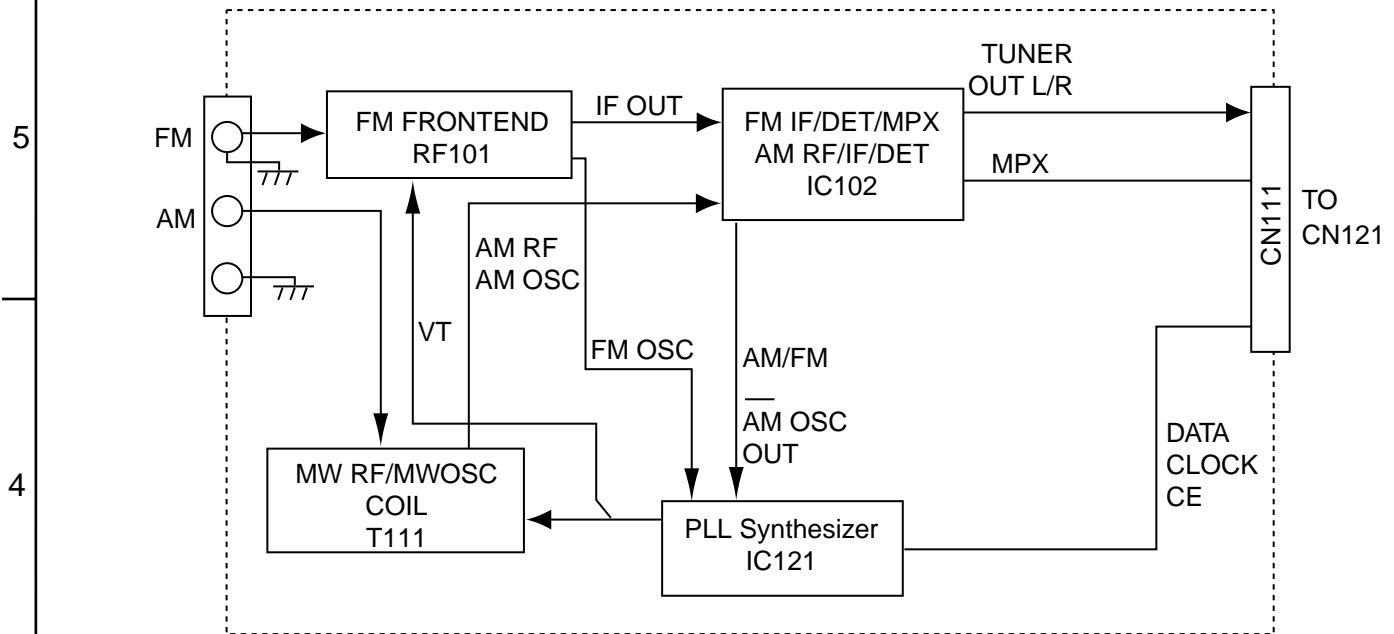 TUNER
OUT L/R
5
FM
FM FRONTEND
RF101
IF OUT
FM IF/DET/MPX
AM RF/IF/DET
IC102
MPX
CN111
TO
CN121
AM
AM RF
AM OSC
VT
FM OSC
AM/FM
AM OSC
OUT
DATA
CLOCK
CE
4
MW RF/MWOSC
COIL
T111
PLL Synthesizer
IC121